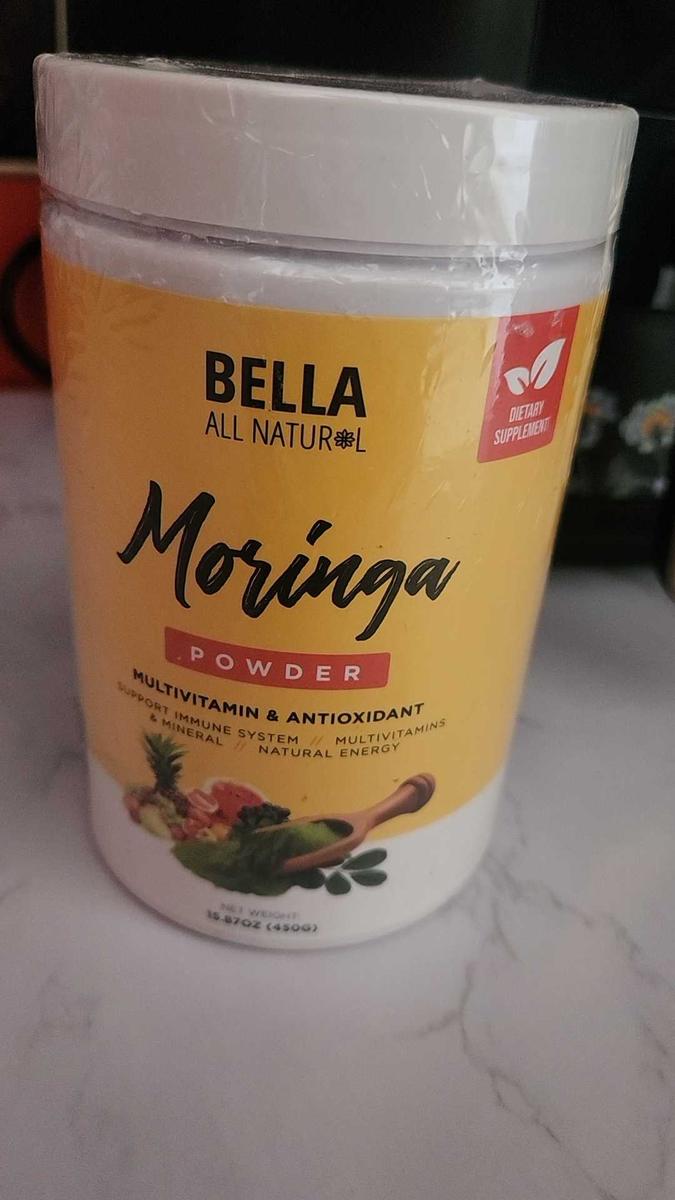 BELLA
ALL NATURAL
DIETARY
SUPPLEMENT
Moringa
POWDER
MULTIVITAMIN & ANTIOXIDANT
SUPPORT IMMUNE SYSTEM // MULTIVITAMINS
& MINERAL // NATURAL ENERGY
NET WEIGHT:
15.87OZ (450G)